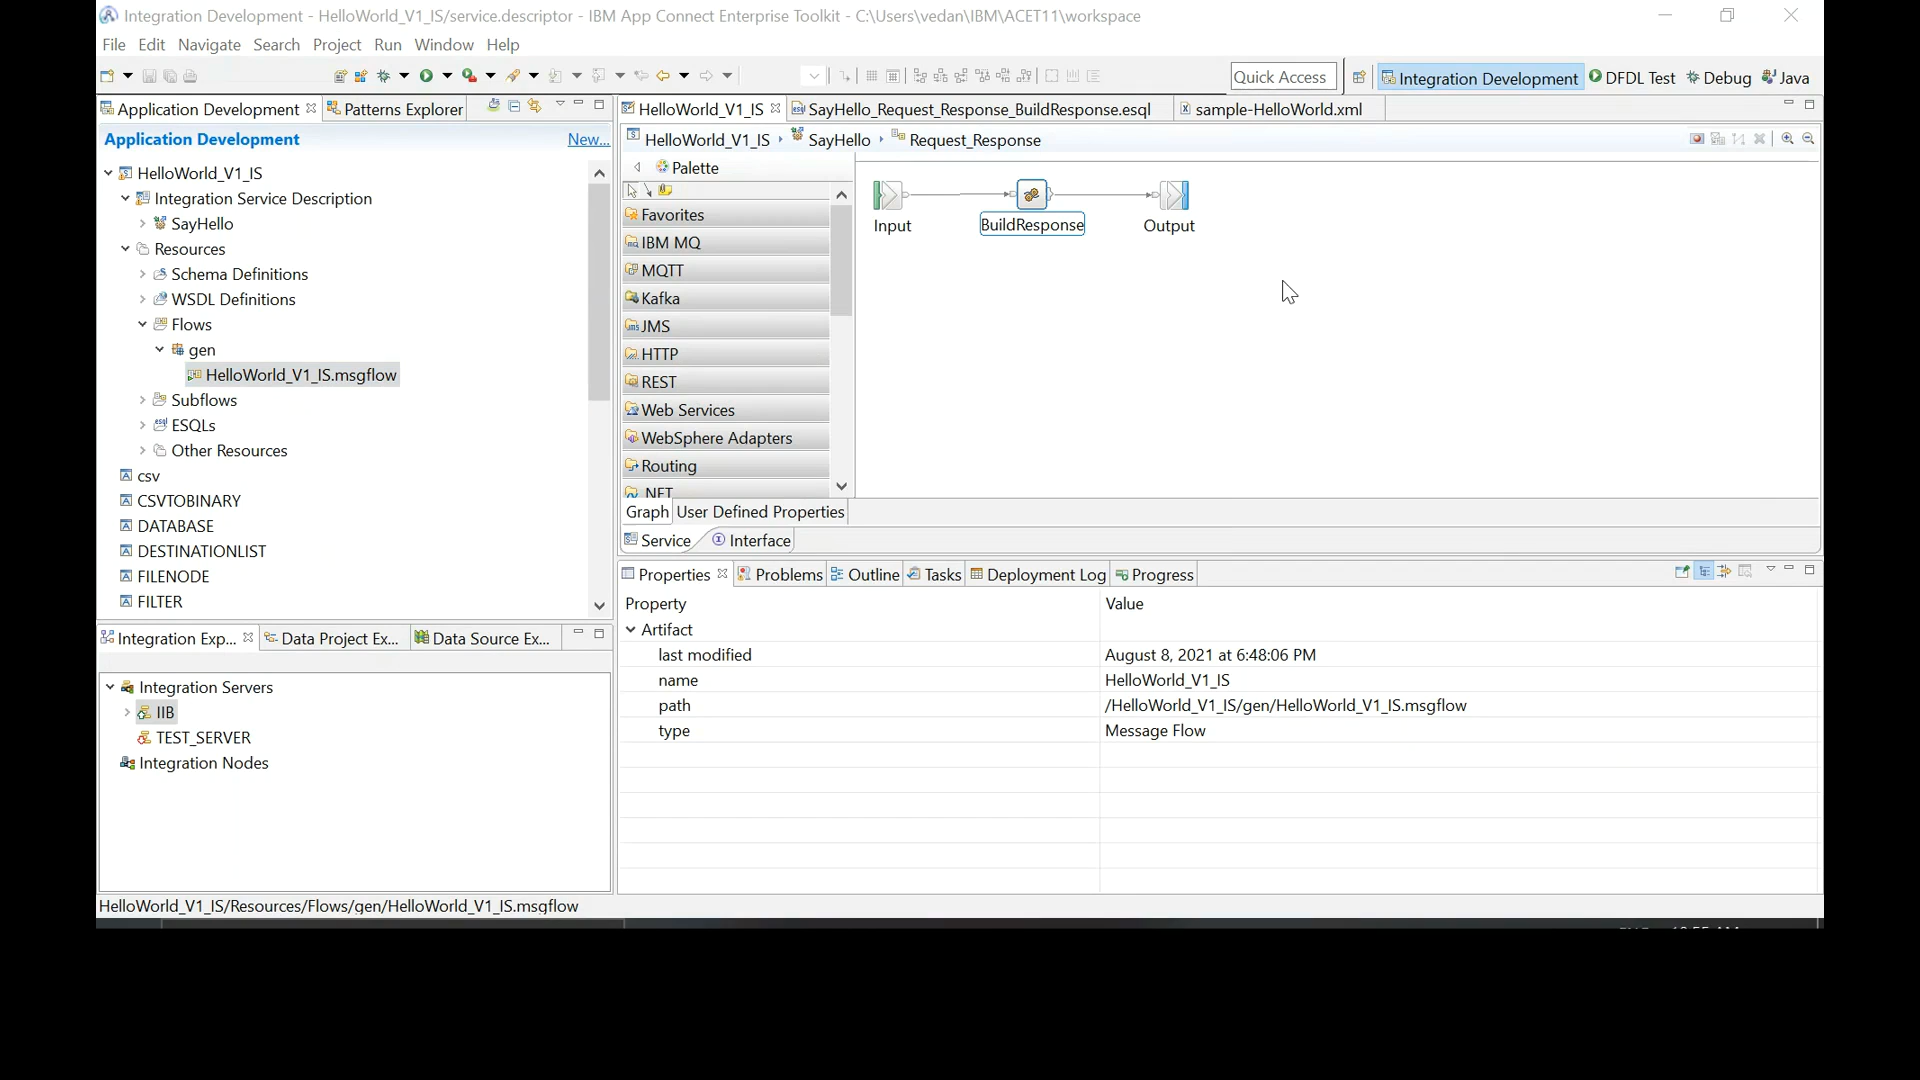 Integration Development - HelloWorld_V1_IS/service.descriptor - IBM App Connect Enterprise Toolkit - C:\Users\vedan\IBM\ACET11\workspace
File Edit Navigate Search Project Run Window Help
Quick Access Integration Development DFDL Test Debug Java
Application Development Patterns Explorer
Application Development New...
HelloWorld_V1_IS
Integration Service Description
SayHello
Resources
Schema Definitions
WSDL Definitions
Flows
gen
HelloWorld_V1_IS.msgflow
Subflows
ESQLs
Other Resources
csv
CSVTOBINARY
DATABASE
DESTINATIONLIST
FILENODE
FILTER
Integration Exp... Data Project Ex... Data Source Ex...
Integration Servers
IIB
TEST_SERVER
Integration Nodes
HelloWorld_V1_IS SayHello_Request_Response_BuildResponse.esql sample-HelloWorld.xml
HelloWorld_V1_IS SayHello Request_Response
Palette
Favorites
IBM MQ
MQTT
Kafka
JMS
HTTP
REST
Web Services
WebSphere Adapters
Routing
.NET
Input BuildResponse Output
Graph User Defined Properties
Service Interface
Properties Problems Outline Tasks Deployment Log Progress
Property Value
Artifact
last modified August 8, 2021 at 6:48:06 PM
name HelloWorld_V1_IS
path /HelloWorld_V1_IS/gen/HelloWorld_V1_IS.msgflow
type Message Flow
HelloWorld_V1_IS/Resources/Flows/gen/HelloWorld_V1_IS.msgflow